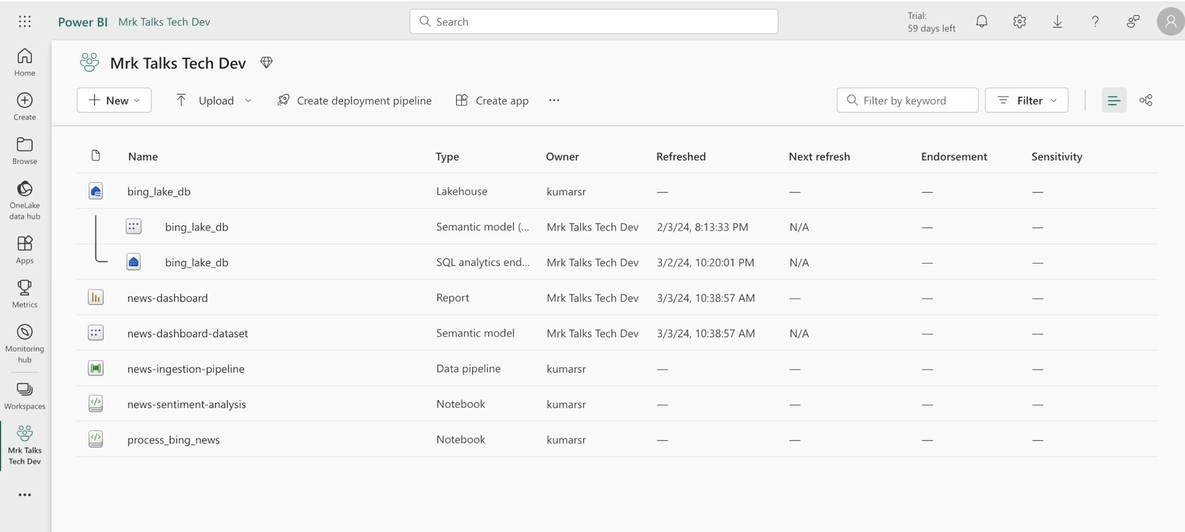 Power BI Mrk Talks Tech Dev Search Trial:
59 days left
Home
Create
Browse
OneLake
data hub
Apps
Metrics
Monitoring
hub
Workspaces
Mrk Talks
Tech Dev
Mrk Talks Tech Dev
New Upload Create deployment pipeline Create app Filter by keyword Filter
Name Type Owner Refreshed Next refresh Endorsement Sensitivity
bing_lake_db Lakehouse kumarsr — — — —
bing_lake_db Semantic model (... Mrk Talks Tech Dev 2/3/24, 8:13:33 PM N/A — —
bing_lake_db SQL analytics end... Mrk Talks Tech Dev 3/2/24, 10:20:01 PM N/A — —
news-dashboard Report Mrk Talks Tech Dev 3/3/24, 10:38:57 AM — — —
news-dashboard-dataset Semantic model Mrk Talks Tech Dev 3/3/24, 10:38:57 AM N/A — —
news-ingestion-pipeline Data pipeline kumarsr — — — —
news-sentiment-analysis Notebook kumarsr — — — —
process_bing_news Notebook kumarsr — — — —